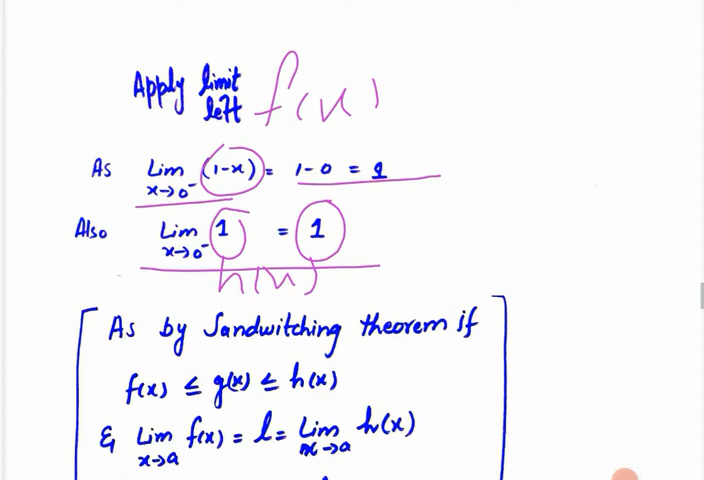 Apply limit left f(x)
As Lim x→0⁻ (1-x) = 1-0 = 1
Also Lim x→0⁻ 1 = 1
h(x)
As by Sandwitching theorem if
f(x) ≤ g(x) ≤ h(x)
& Lim x→a f(x) = l = Lim x→a h(x)